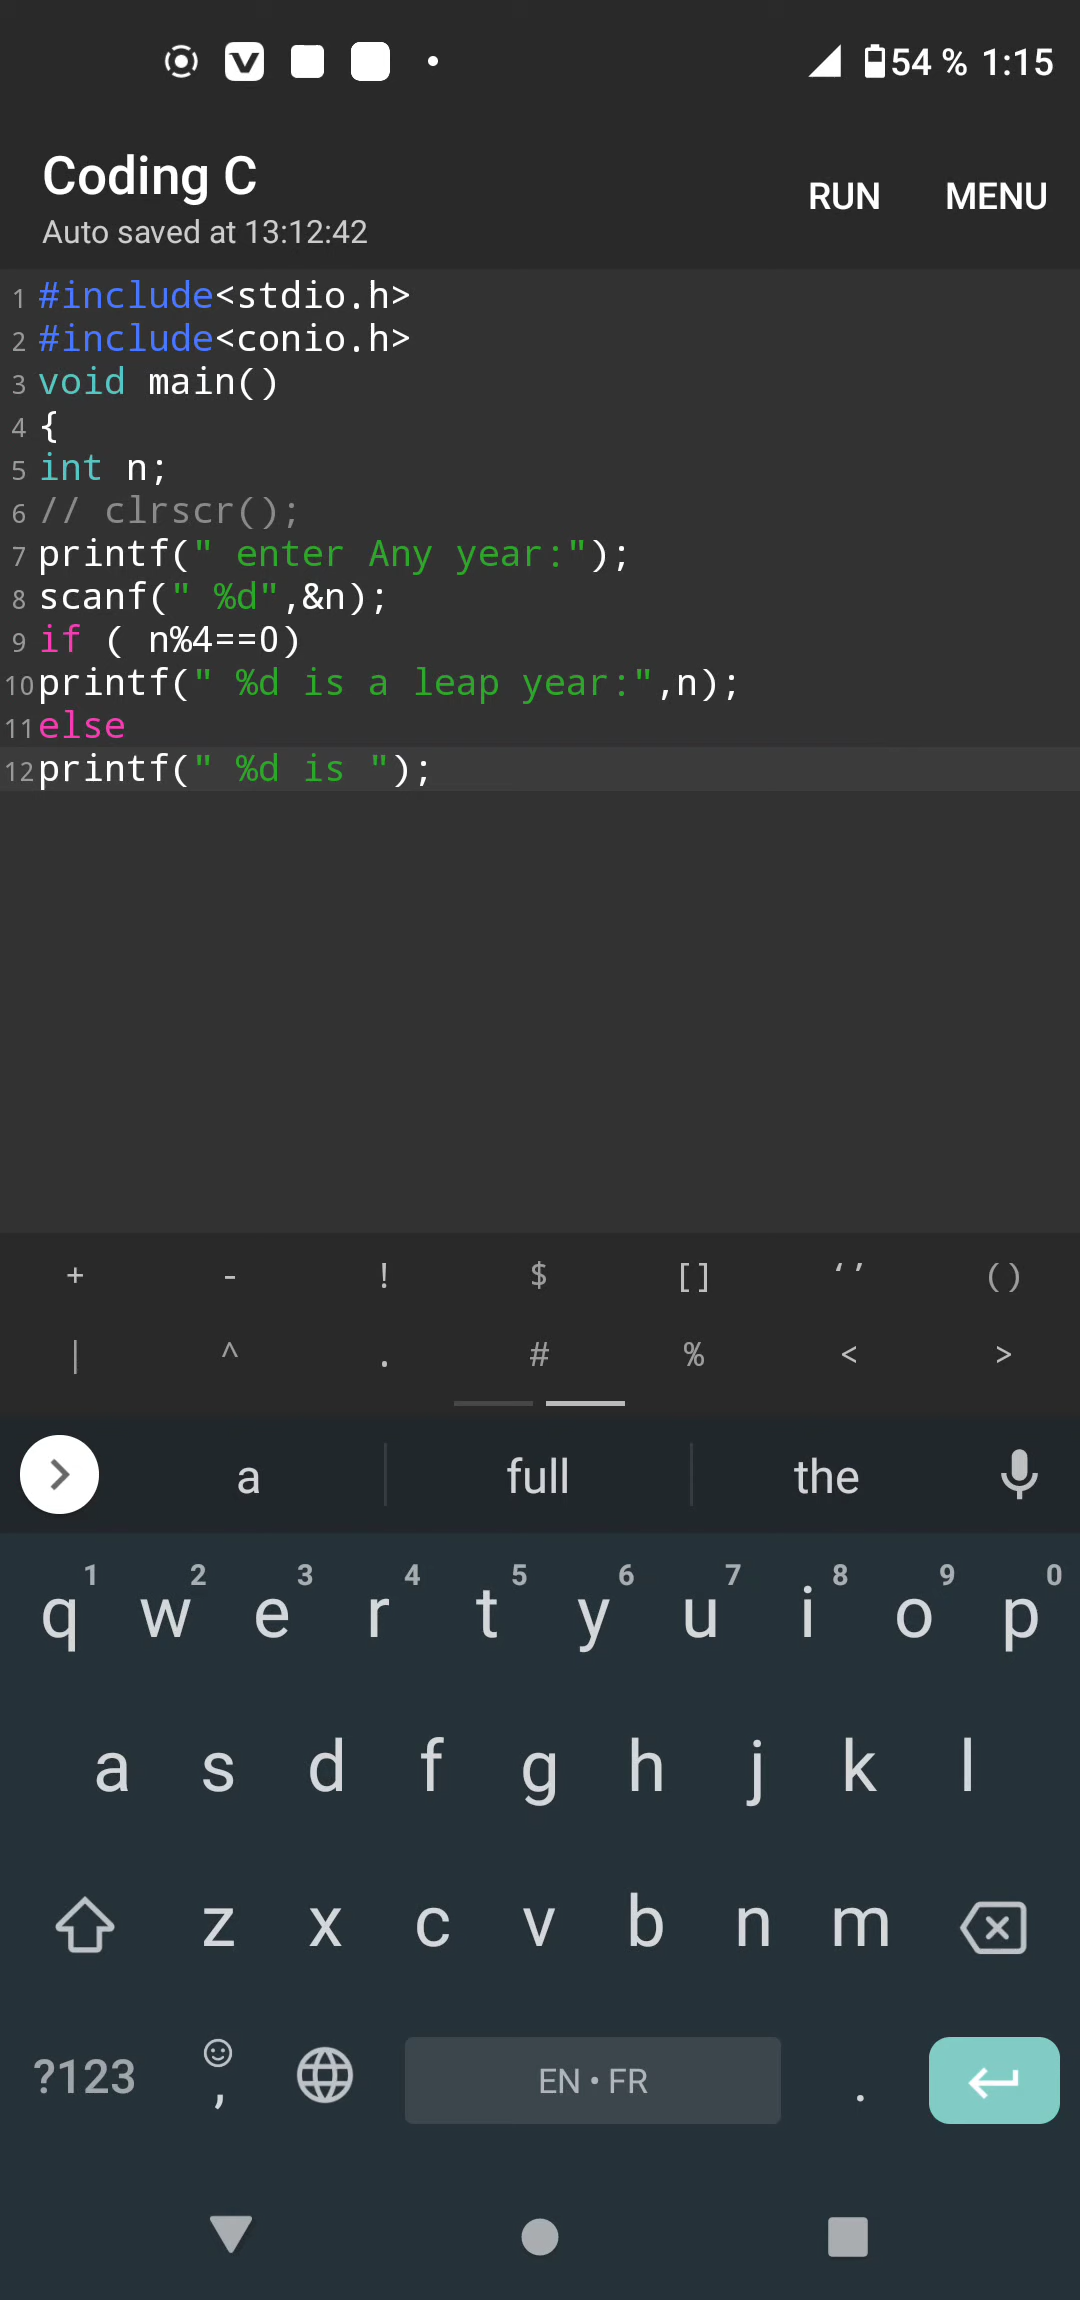 54 % 1:15
Coding C
RUN MENU
Auto saved at 13:12:42
1 #include<stdio.h>
2 #include<conio.h>
3 void main()
4 {
5 int n;
6 // clrscr();
7 printf(" enter Any year:");
8 scanf(" %d",&n);
9 if ( n%4==0)
10 printf(" %d is a leap year:",n);
11 else
12 printf(" %d is ");
+ - ! $ [] ‘’ ()
| ^ . # % < >
a full the
1 2 3 4 5 6 7 8 9 0
q w e r t y u i o p
a s d f g h j k l
z x c v b n m
?123 , EN • FR .